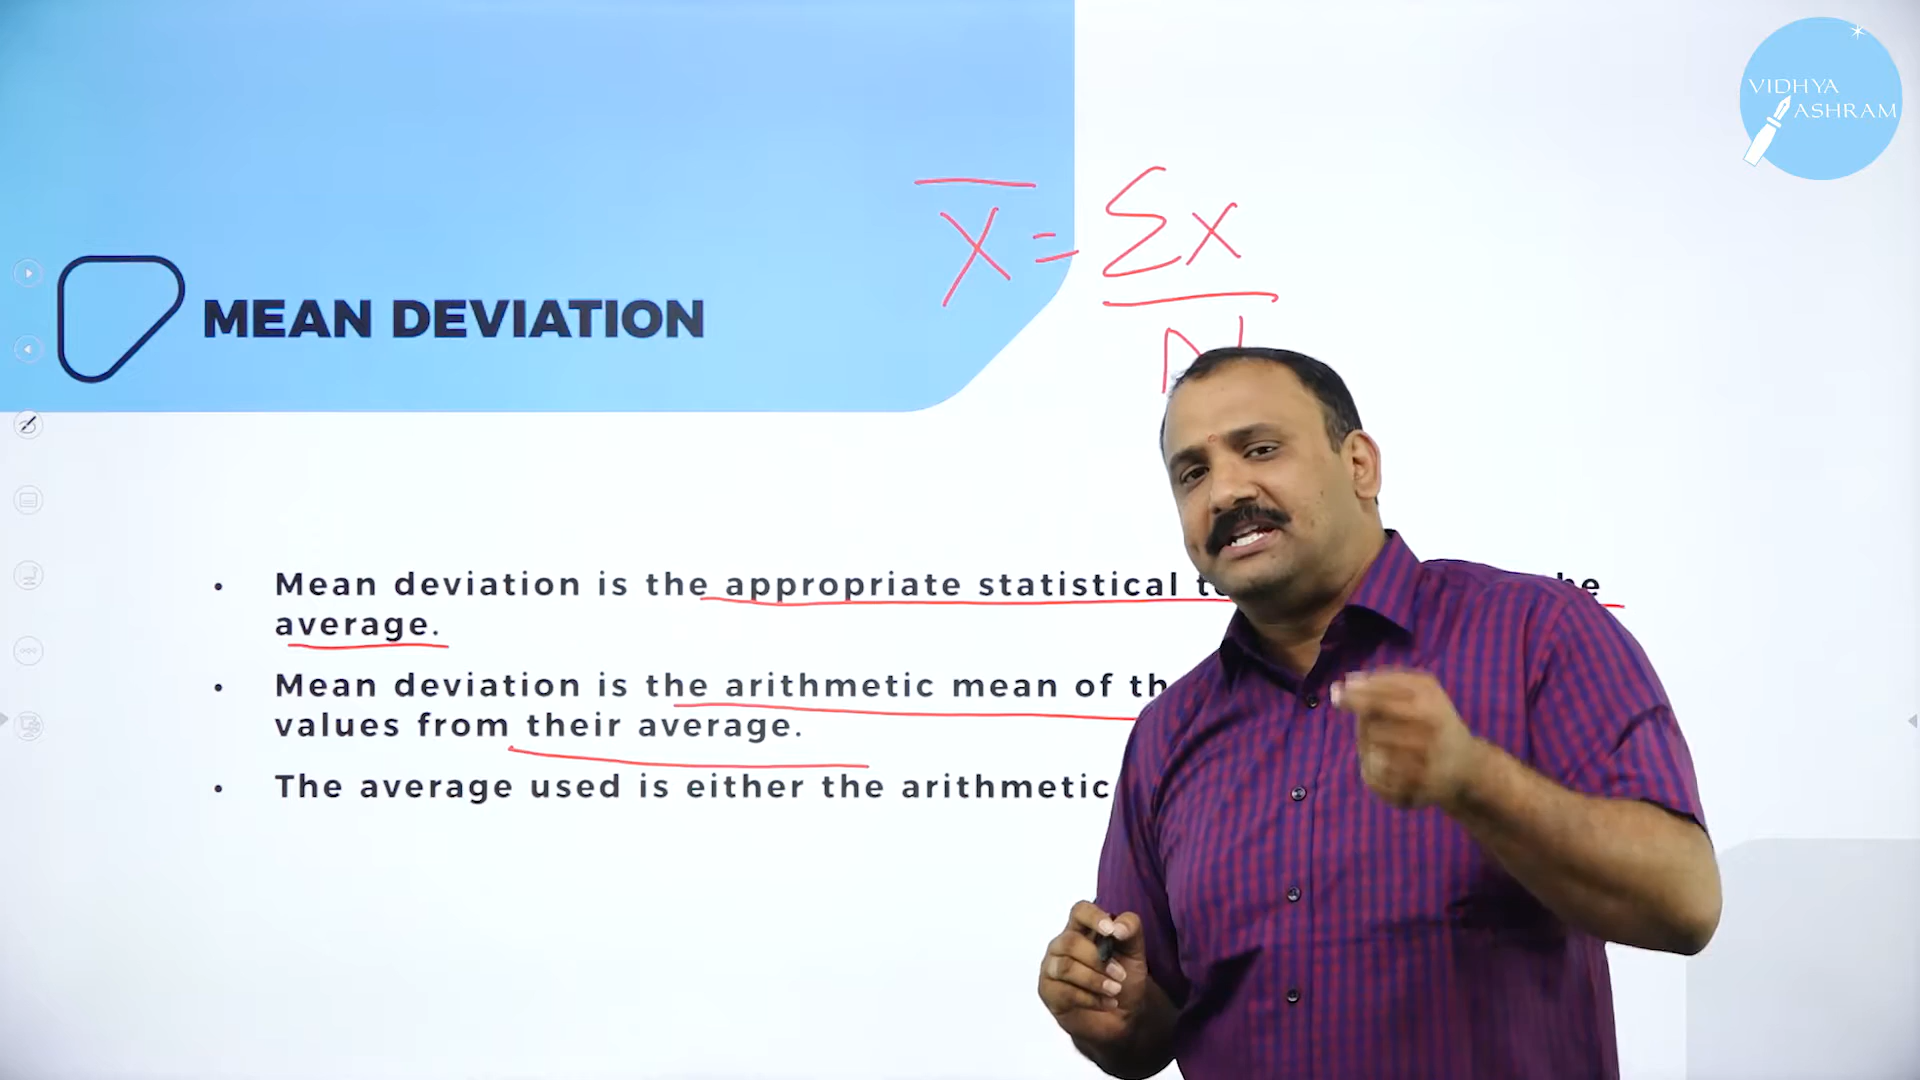 VIDHYA
ASHRAM
X̄ = Σx
N
MEAN DEVIATION
• Mean deviation is the appropriate statistical
average.
• Mean deviation is the arithmetic mean of
values from their average.
• The average used is either the arithmetic